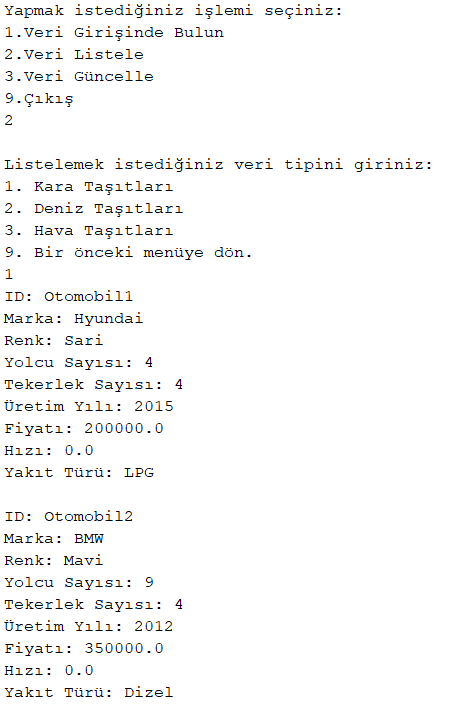 Yapmak istediğiniz işlemi seçiniz:
1.Veri Girişinde Bulun
2.Veri Listele
3.Veri Güncelle
9.Çıkış
2
Listelemek istediğiniz veri tipini giriniz:
1. Kara Taşıtları
2. Deniz Taşıtları
3. Hava Taşıtları
9. Bir önceki menüye dön.
1
ID: Otomobil1
Marka: Hyundai
Renk: Sari
Yolcu Sayısı: 4
Tekerlek Sayısı: 4
Üretim Yılı: 2015
Fiyatı: 200000.0
Hızı: 0.0
Yakıt Türü: LPG
ID: Otomobil2
Marka: BMW
Renk: Mavi
Yolcu Sayısı: 9
Tekerlek Sayısı: 4
Üretim Yılı: 2012
Fiyatı: 350000.0
Hızı: 0.0
Yakıt Türü: Dizel